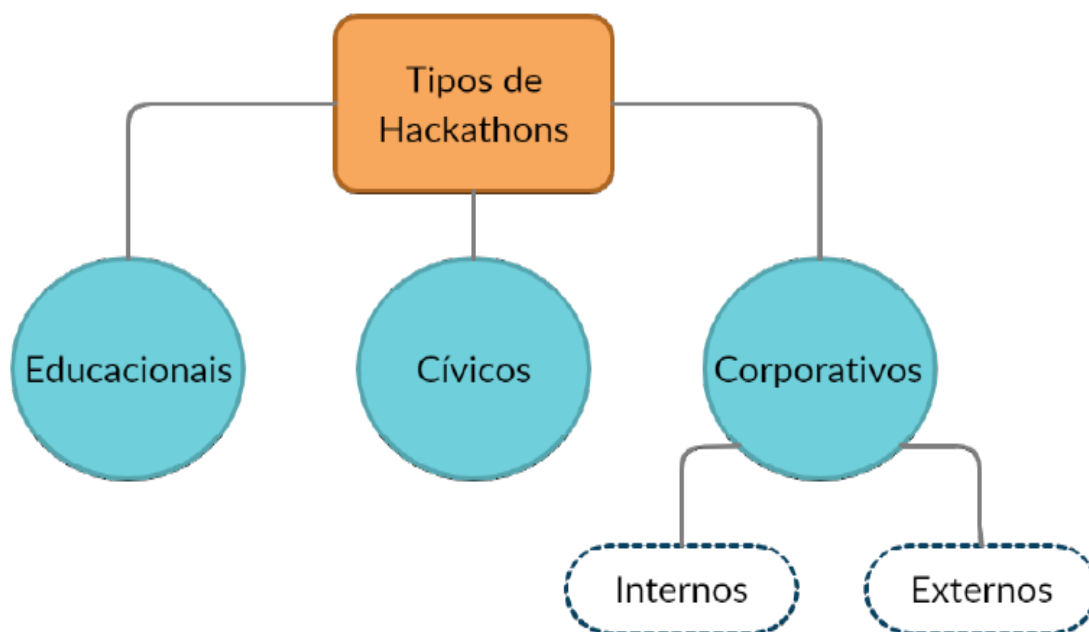 Tipos de
Hackathons
Educacionais
Cívicos
Corporativos
Internos
Externos